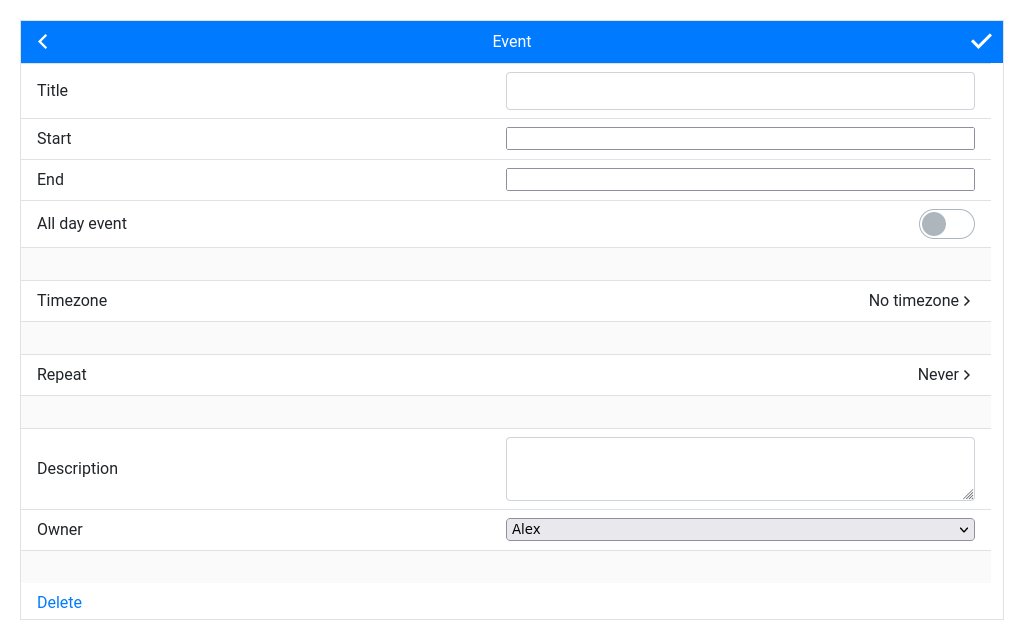 Event
Title
Start
End
All day event
Timezone No timezone
Repeat Never
Description
Owner Alex
Delete